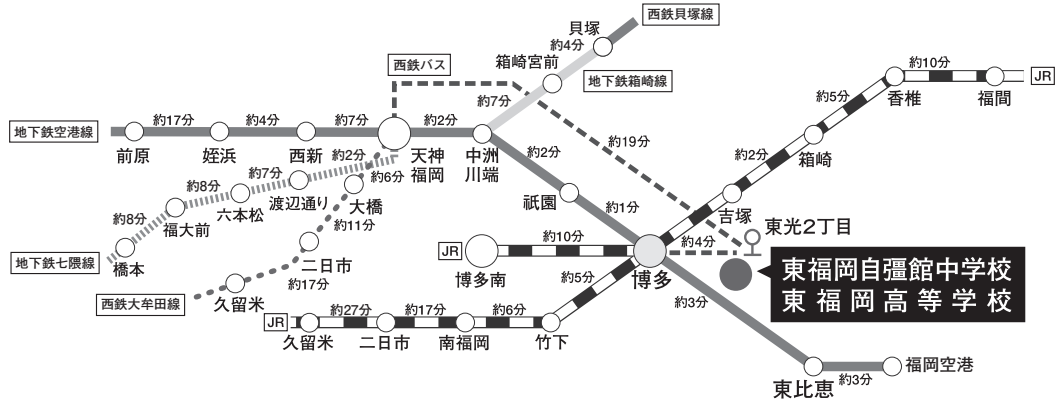 西鉄貝塚線
貝塚
約4分
西鉄バス
箱崎宮前
地下鉄箱崎線
約7分
約10分
JR
香椎
福間
約5分
地下鉄空港線
約17分
約4分
約7分
約2分
前原
姪浜
西新
天神
福岡
中洲
川端
約19分
箱崎
約2分
約2分
約2分
約7分
約8分
約6分
渡辺通り
六本松
福大前
大橋
祇園
吉塚
約8分
約11分
約1分
東光2丁目
約4分
橋本
地下鉄七隈線
二日市
JR
約10分
博多南
博多
東福岡自彊館中学校
東福岡高等学校
約17分
久留米
西鉄大牟田線
約5分
約3分
JR
約27分
約17分
約6分
久留米
二日市
南福岡
竹下
福岡空港
東比恵
約3分